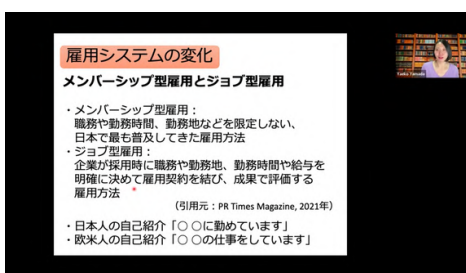 雇用システムの変化
メンバーシップ型雇用とジョブ型雇用
・メンバーシップ型雇用：
職務や勤務時間、勤務地などを限定しない、
日本で最も普及してきた雇用方法
・ジョブ型雇用：
企業が採用時に職務や勤務地、勤務時間や給与を
明確に決めて雇用契約を結び、成果で評価する
雇用方法
（引用元：PR Times Magazine, 2021年）
・日本人の自己紹介「○ ○に勤めています」
・欧米人の自己紹介「○ ○の仕事をしています」